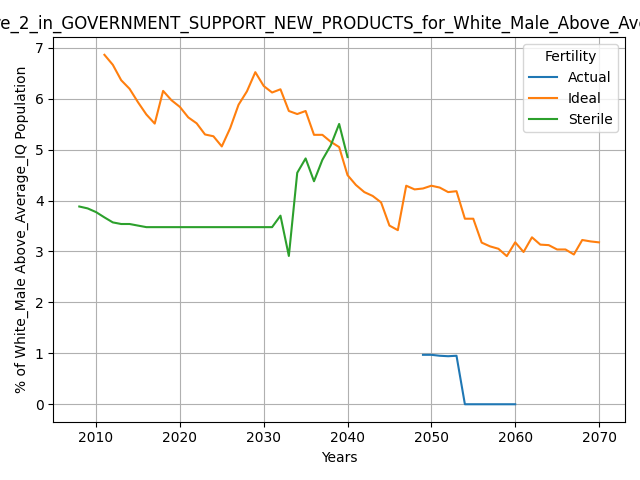 re_2_in_GOVERNMENT_SUPPORT_NEW_PRODUCTS_for_White_Male_Above_Ave
Fertility
Actual
Ideal
Sterile
% of White_Male Above_Average_IQ Population
7
6
5
4
3
2
1
0
2010 2020 2030 2040 2050 2060 2070
Years